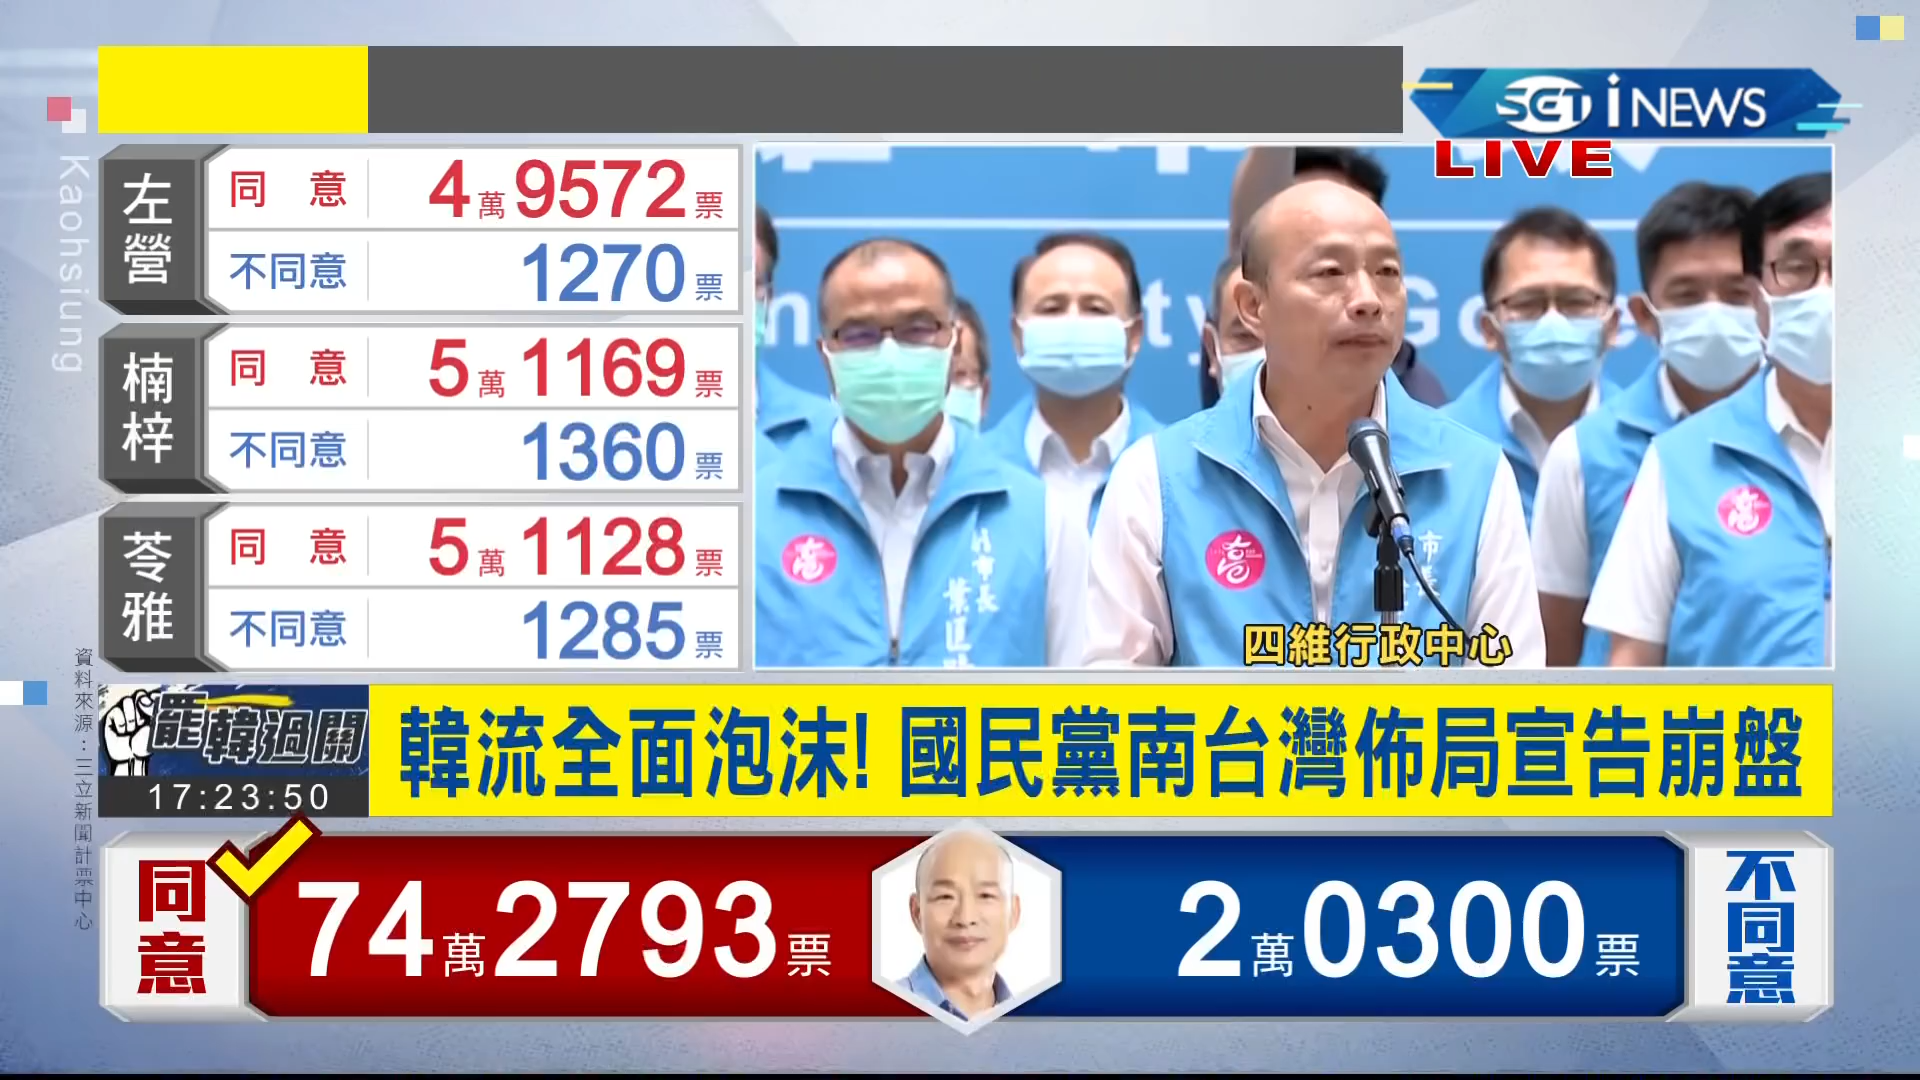 SET iNEWS
LIVE
Kaohsiung
左營
同意 4萬9572票
不同意 1270票
楠梓
同意 5萬1169票
不同意 1360票
苓雅
同意 5萬1128票
不同意 1285票
市長
市長
四維行政中心
罷韓過關
17:23:50
韓流全面泡沫! 國民黨南台灣佈局宣告崩盤
資料來源:三立新聞計票中心
同意 74萬2793票
2萬0300票 不同意